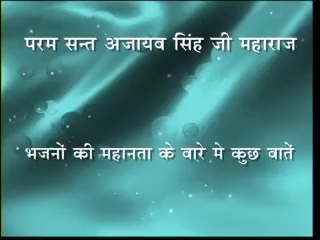 परम सन्त अजायब सिंह जी महाराज
भजनों की महानता के बारे मे कुछ बातें